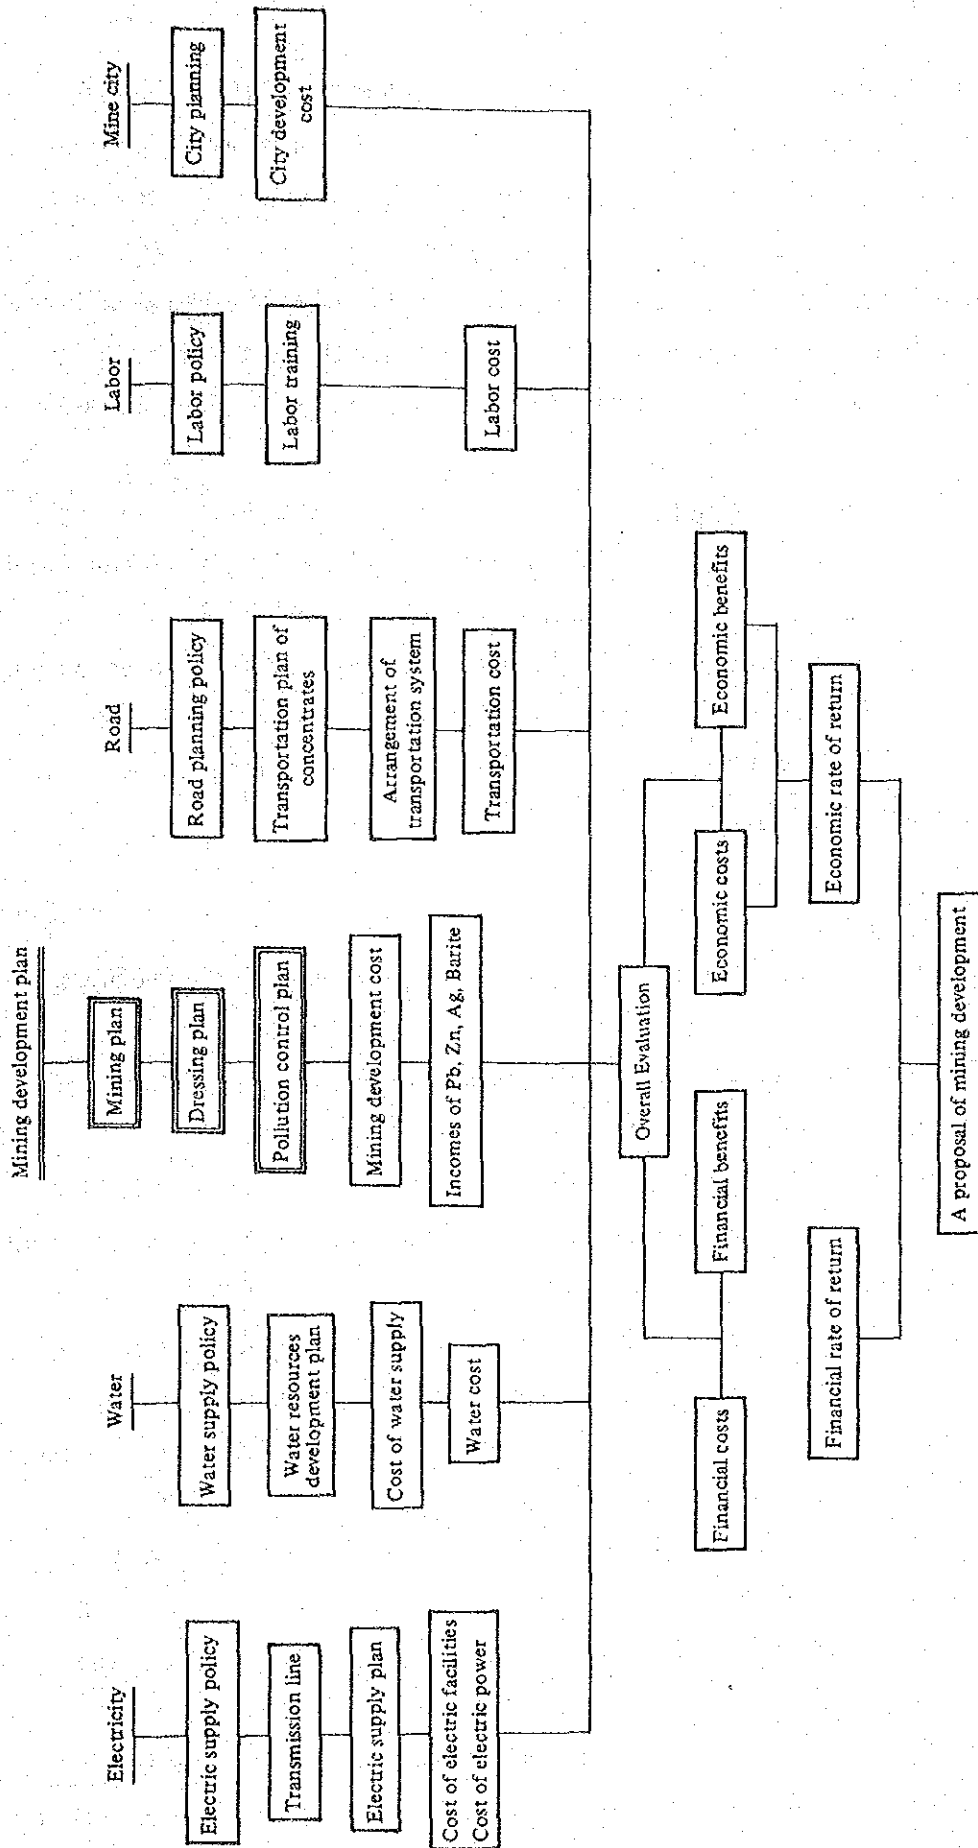 Mining development plan
Electricity
Electric supply policy
Transmission line
Electric supply plan
Cost of electric facilities
Cost of electric power
Water
Water supply policy
Water resources
development plan
Cost of water supply
Water cost
Mining plan
Dressing plan
Pollution control plan
Mining development cost
Incomes of Pb, Zn, Ag, Barite
Road
Road planning policy
Transportation plan of
concentrates
Arrangement of
transportation system
Transportation cost
Labor
Labor policy
Labor training
Labor cost
Mine city
City planning
City development
cost
Overall Evaluation
Financial costs
Financial benefits
Economic costs
Economic benefits
Financial rate of return
Economic rate of return
A proposal of mining development